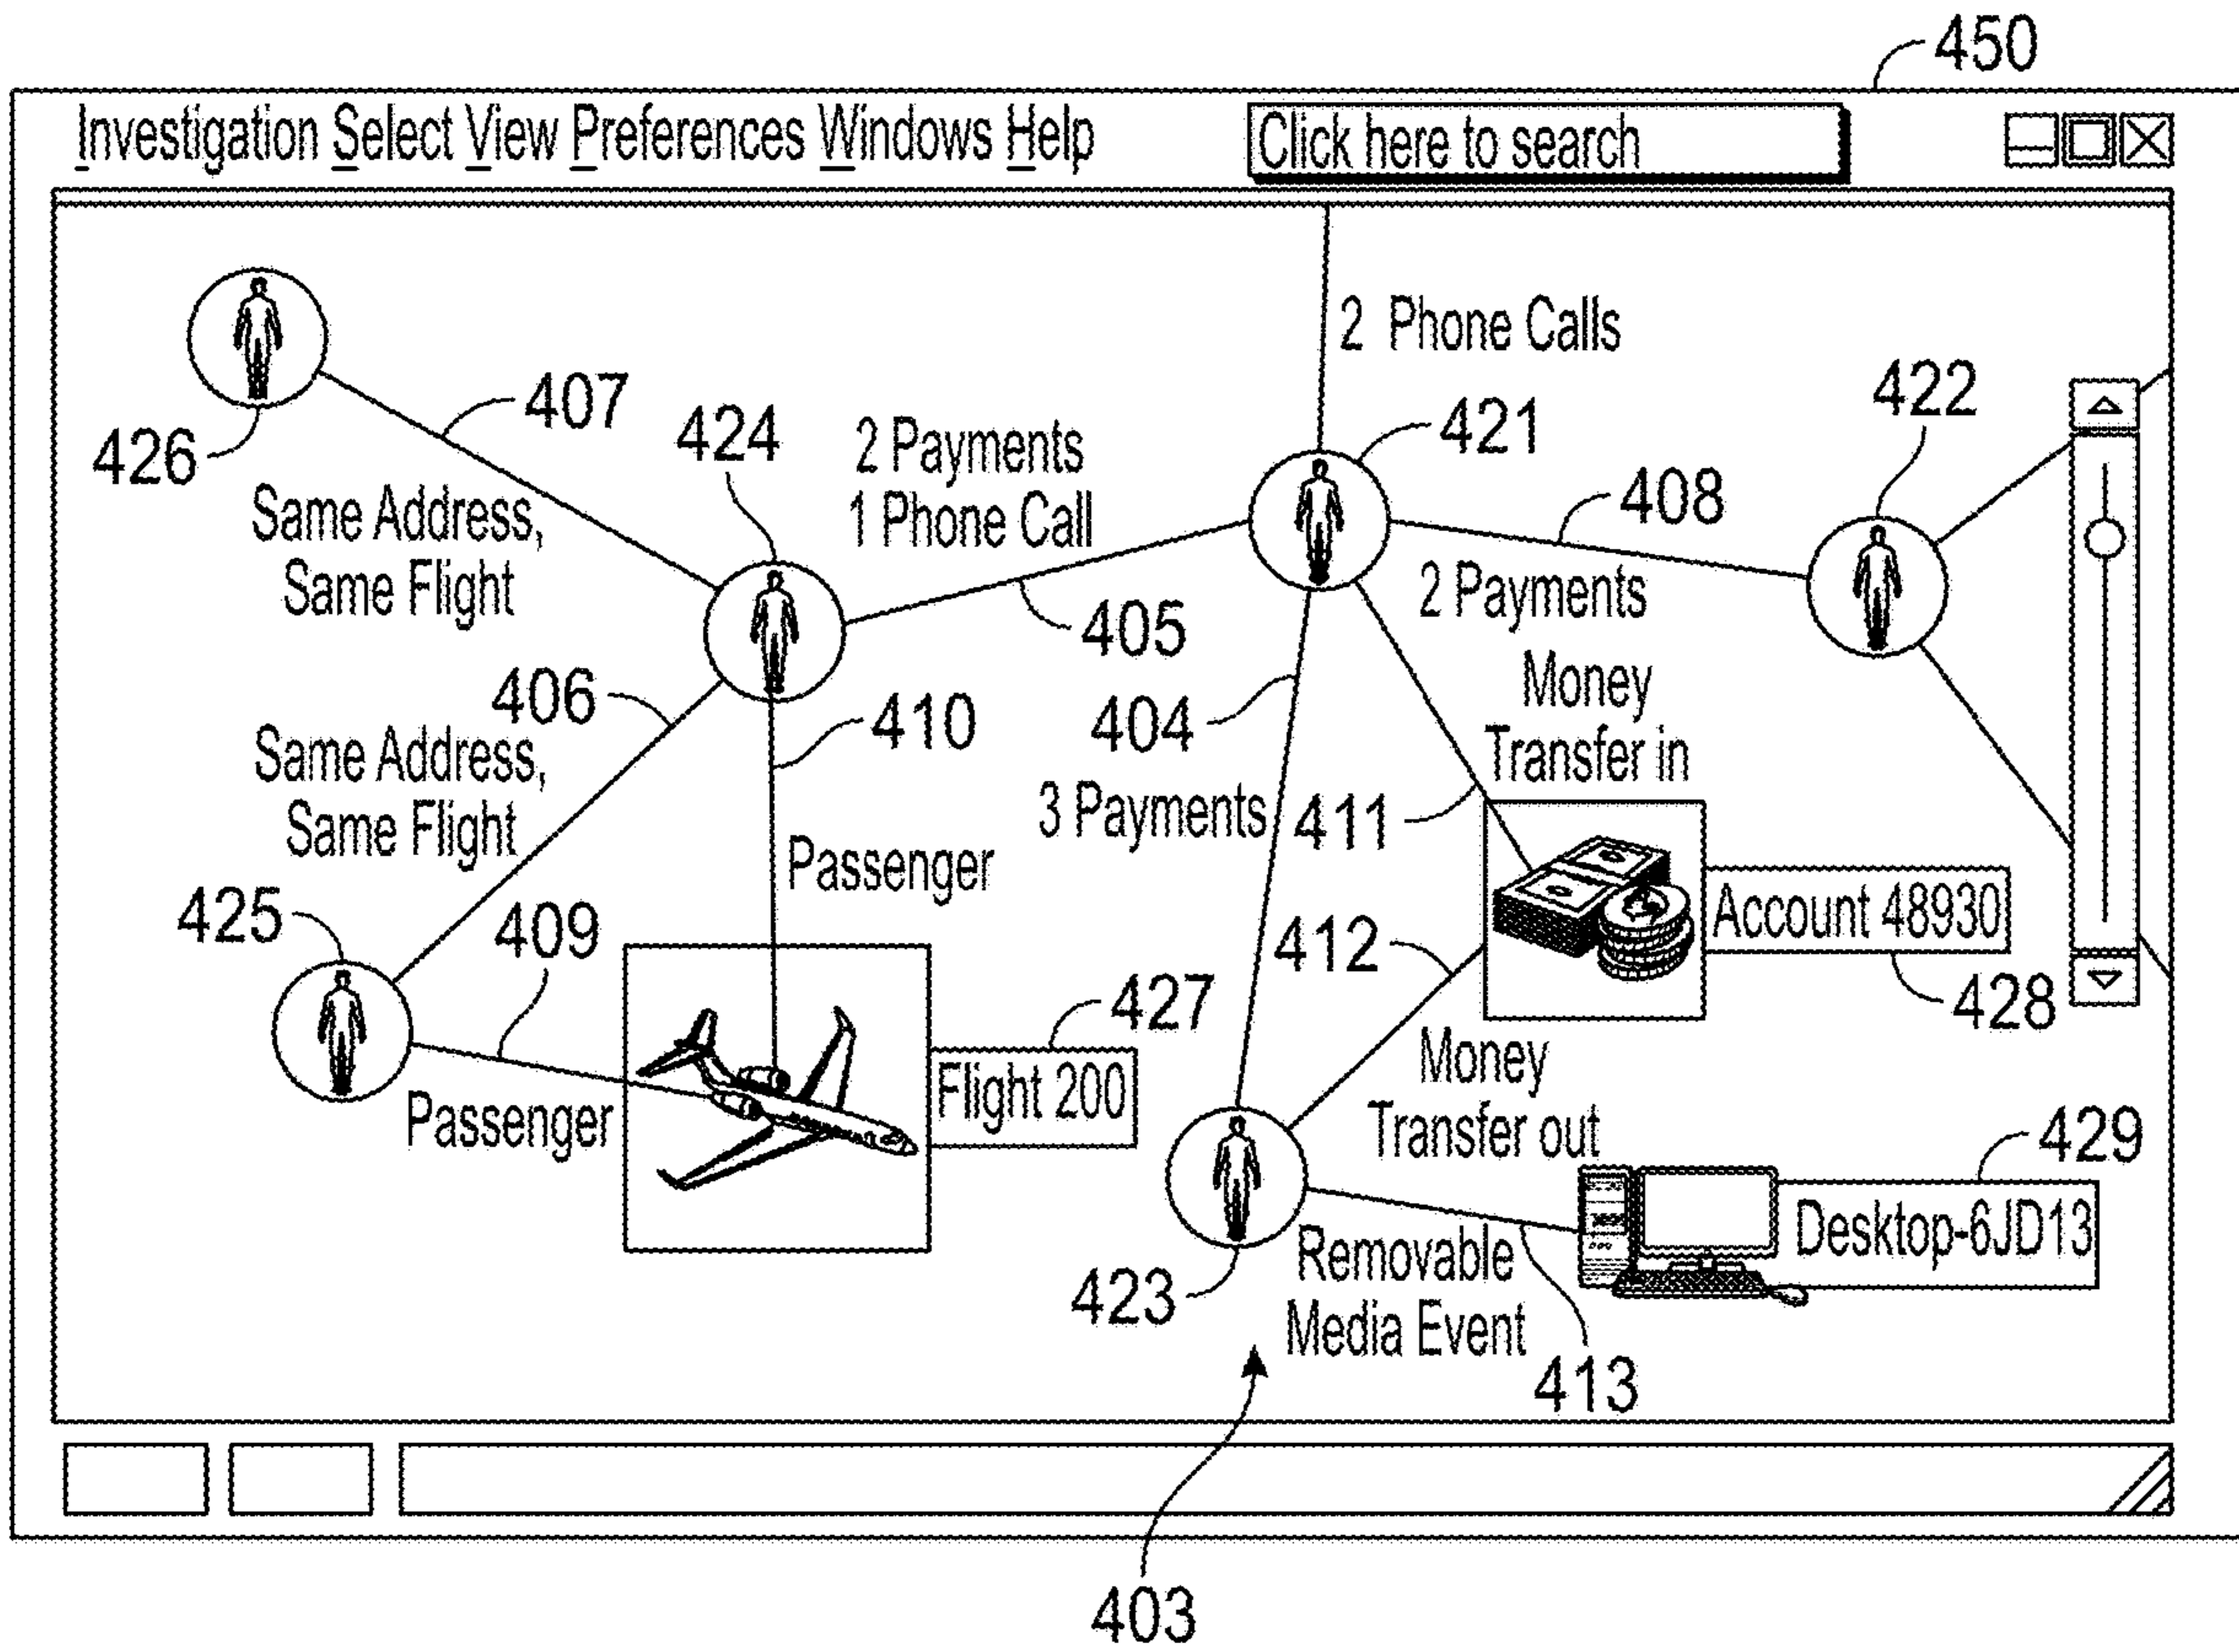 450
Investigation Select View Preferences Windows Help
Click here to search
2 Phone Calls
407
426
424
2 Payments
1 Phone Call
421
422
408
Same Address,
Same Flight
405
2 Payments
406
410
404
Money
Transfer in
Same Address,
Same Flight
3 Payments
411
Passenger
425
409
412
Account 48930
428
427
Flight 200
Passenger
Money
Transfer out
429
Desktop-6JD13
423
Removable
Media Event
413
403